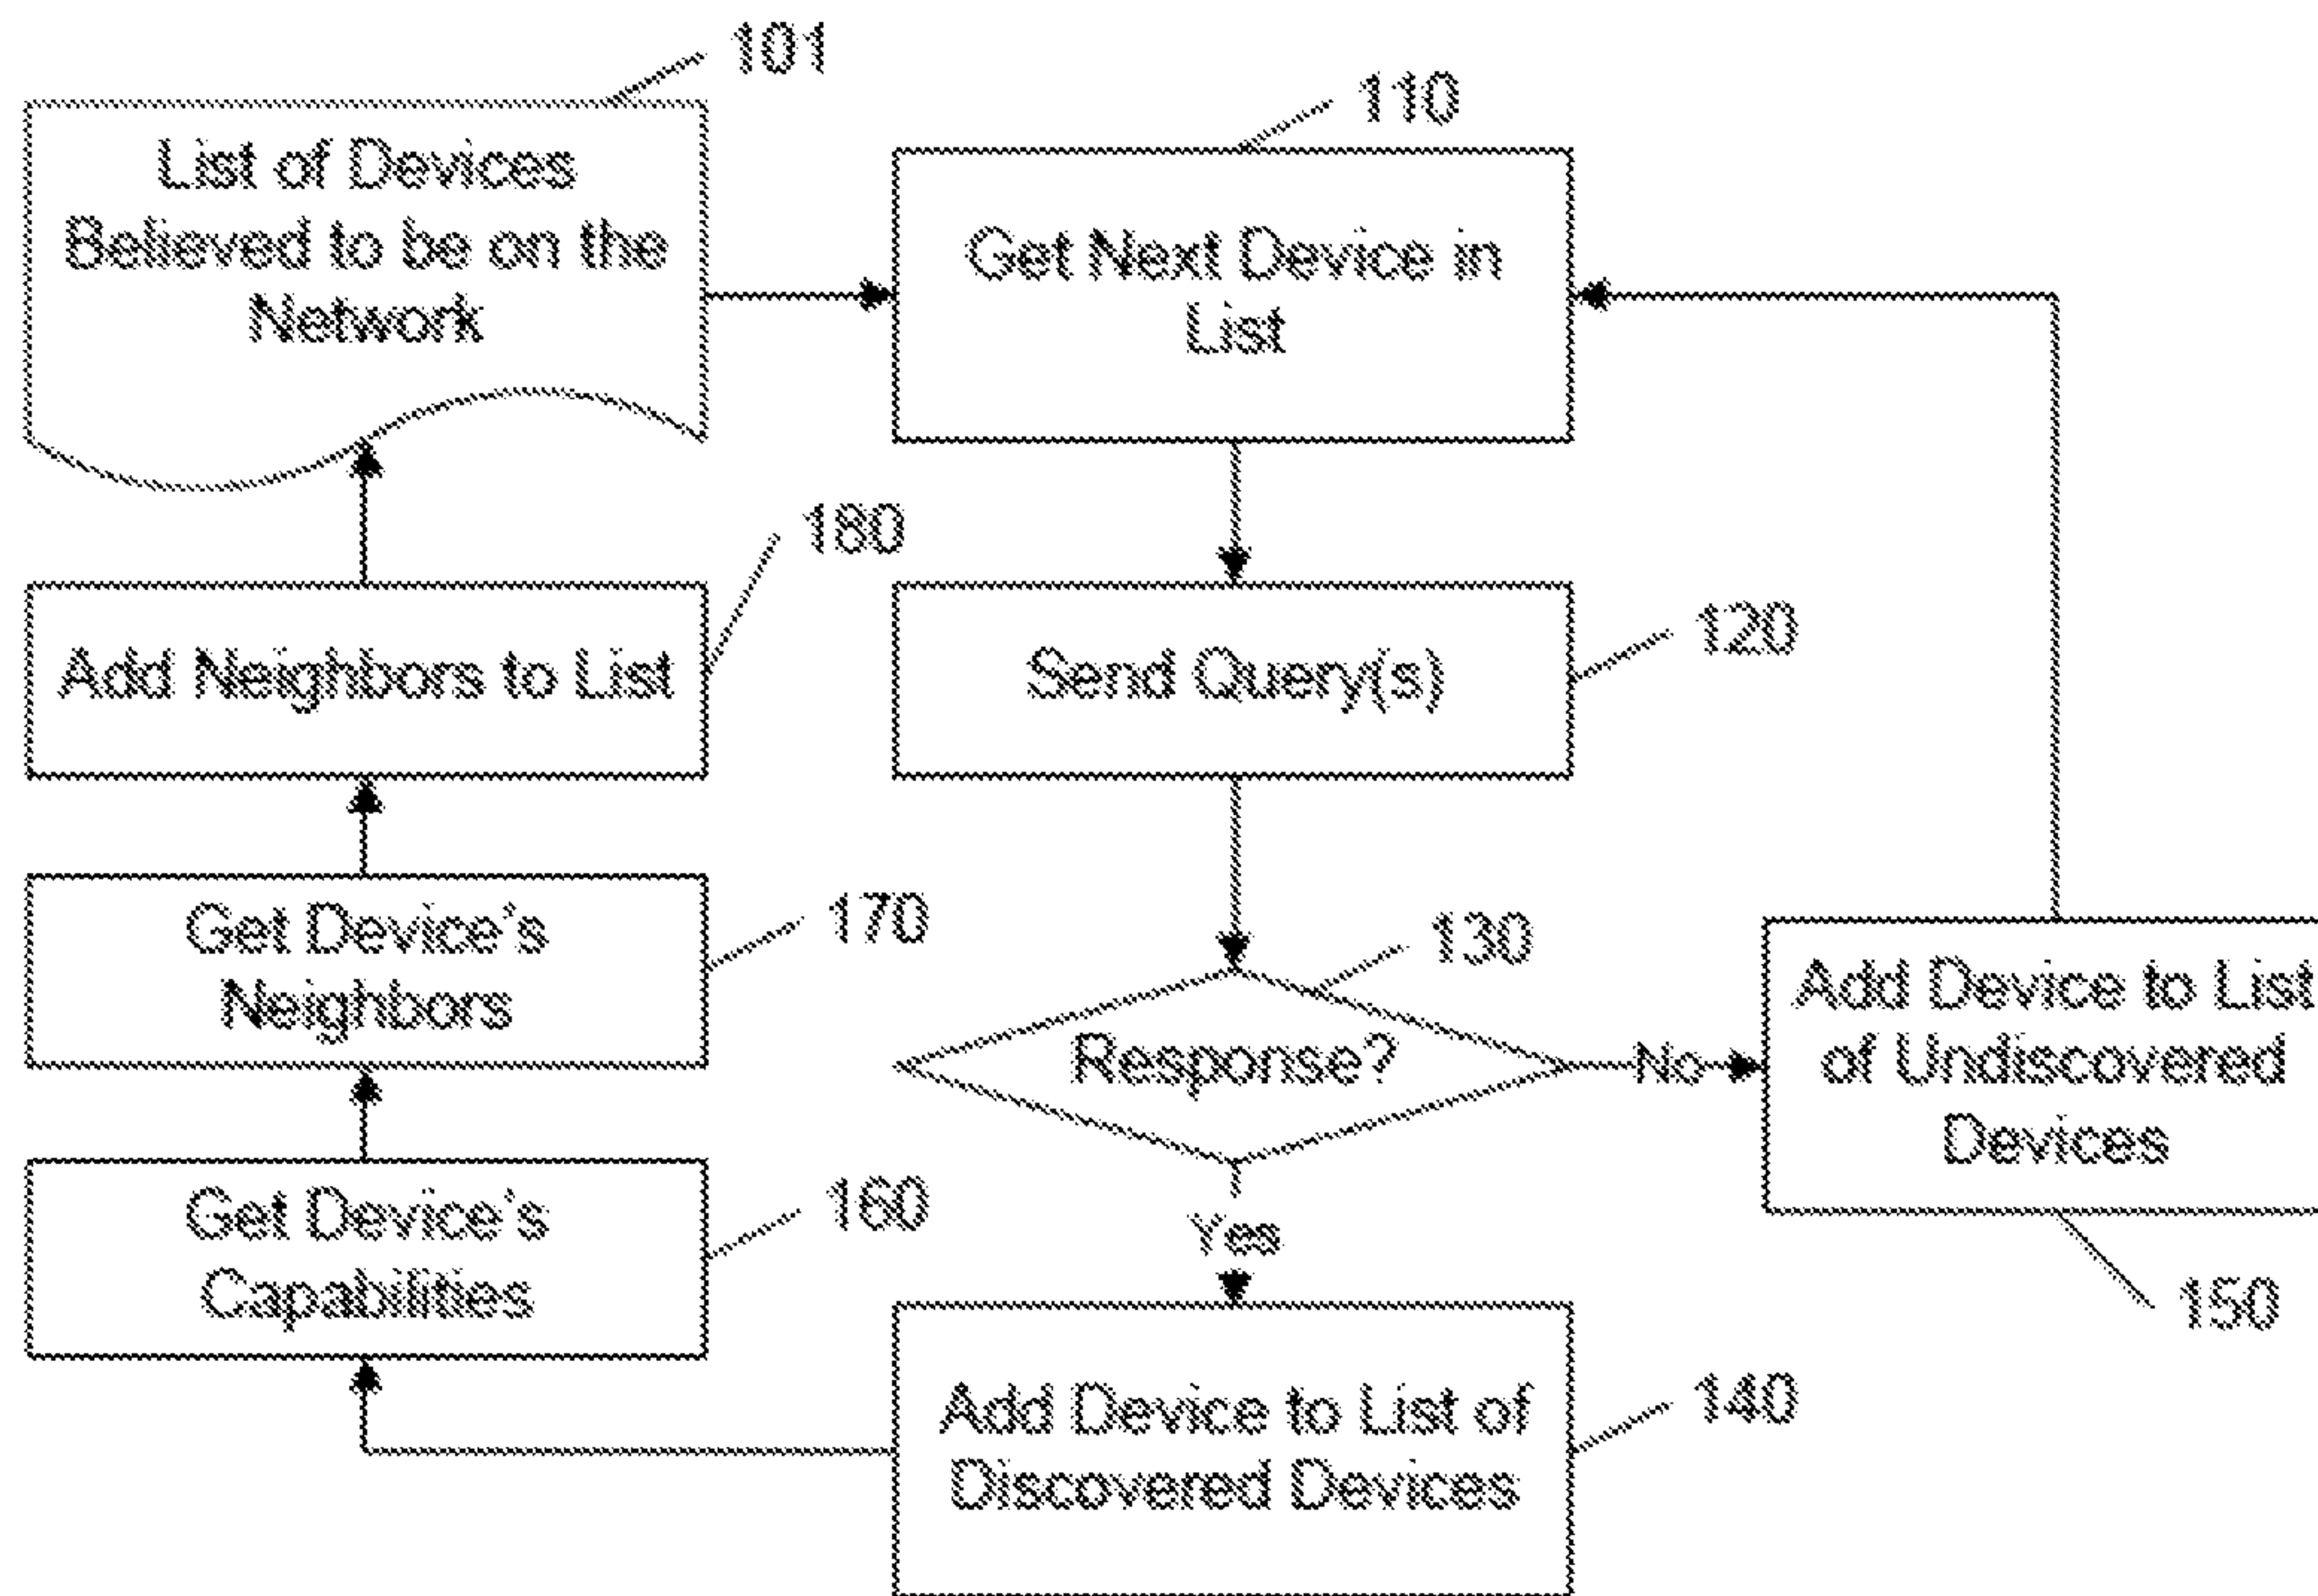 101
List of Devices
Believed to be on the
Network
110
Get Next Device in
List
180
Add Neighbors to List
120
Send Query(s)
170
Get Device's
Neighbors
130
Response?
No
Add Device to List
of Undiscovered
Devices
150
160
Get Device's
Capabilities
Yes
140
Add Device to List of
Discovered Devices